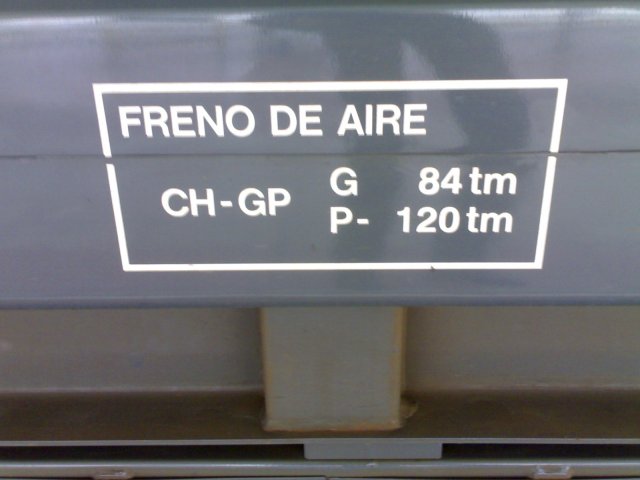 FRENO DE AIRE
CH-GP G 84 tm
P- 120 tm